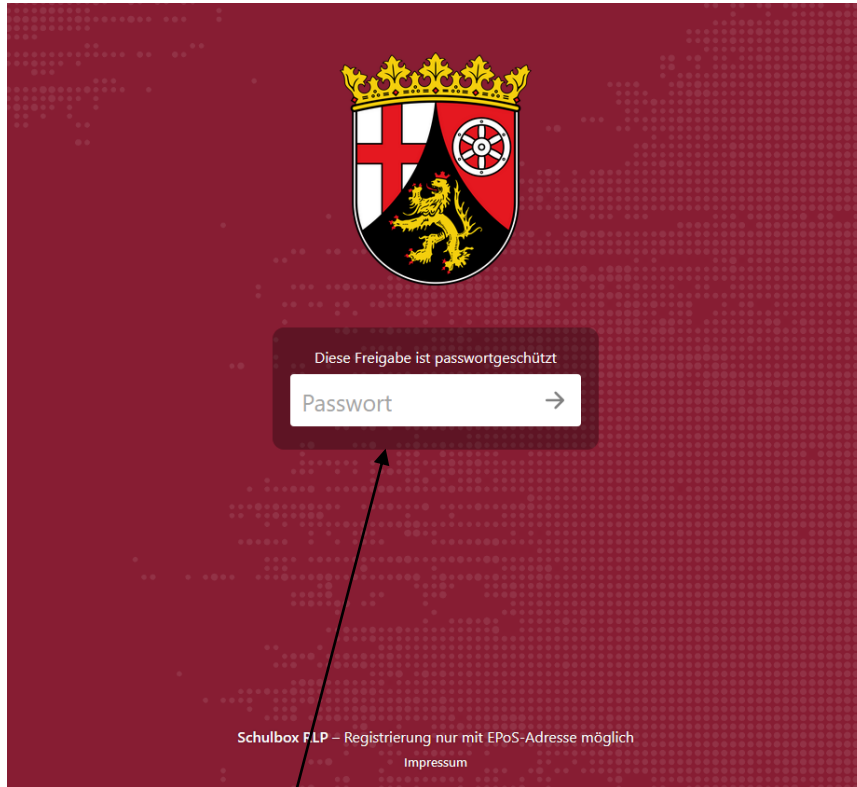 Diese Freigabe ist passwortgeschützt
Passwort
Schulbox RLP – Registrierung nur mit EPoS-Adresse möglich
Impressum